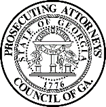 PROSECUTING ATTORNEYS
STATE OF GEORGIA
1776
COUNCIL OF GA.